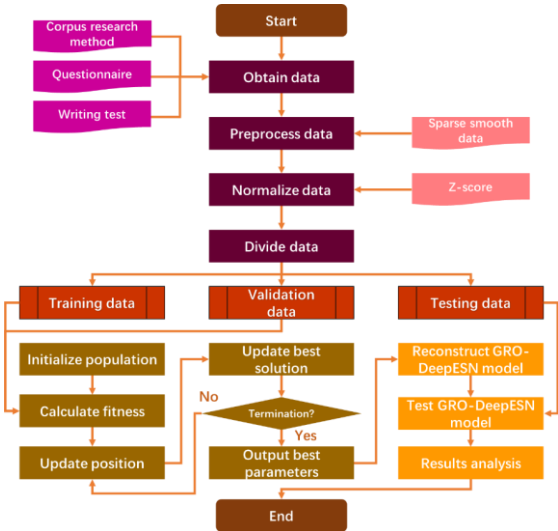 Start
Corpus research
method
Questionnaire
Writing test
Obtain data
Preprocess data
Sparse smooth
data
Normalize data
Z-score
Divide data
Training data
Validation
data
Testing data
Initialize population
Update best
solution
Reconstruct GRO-
DeepESN model
Calculate fitness
No
Termination?
Test GRO-DeepESN
model
Yes
Update position
Output best
parameters
Results analysis
End